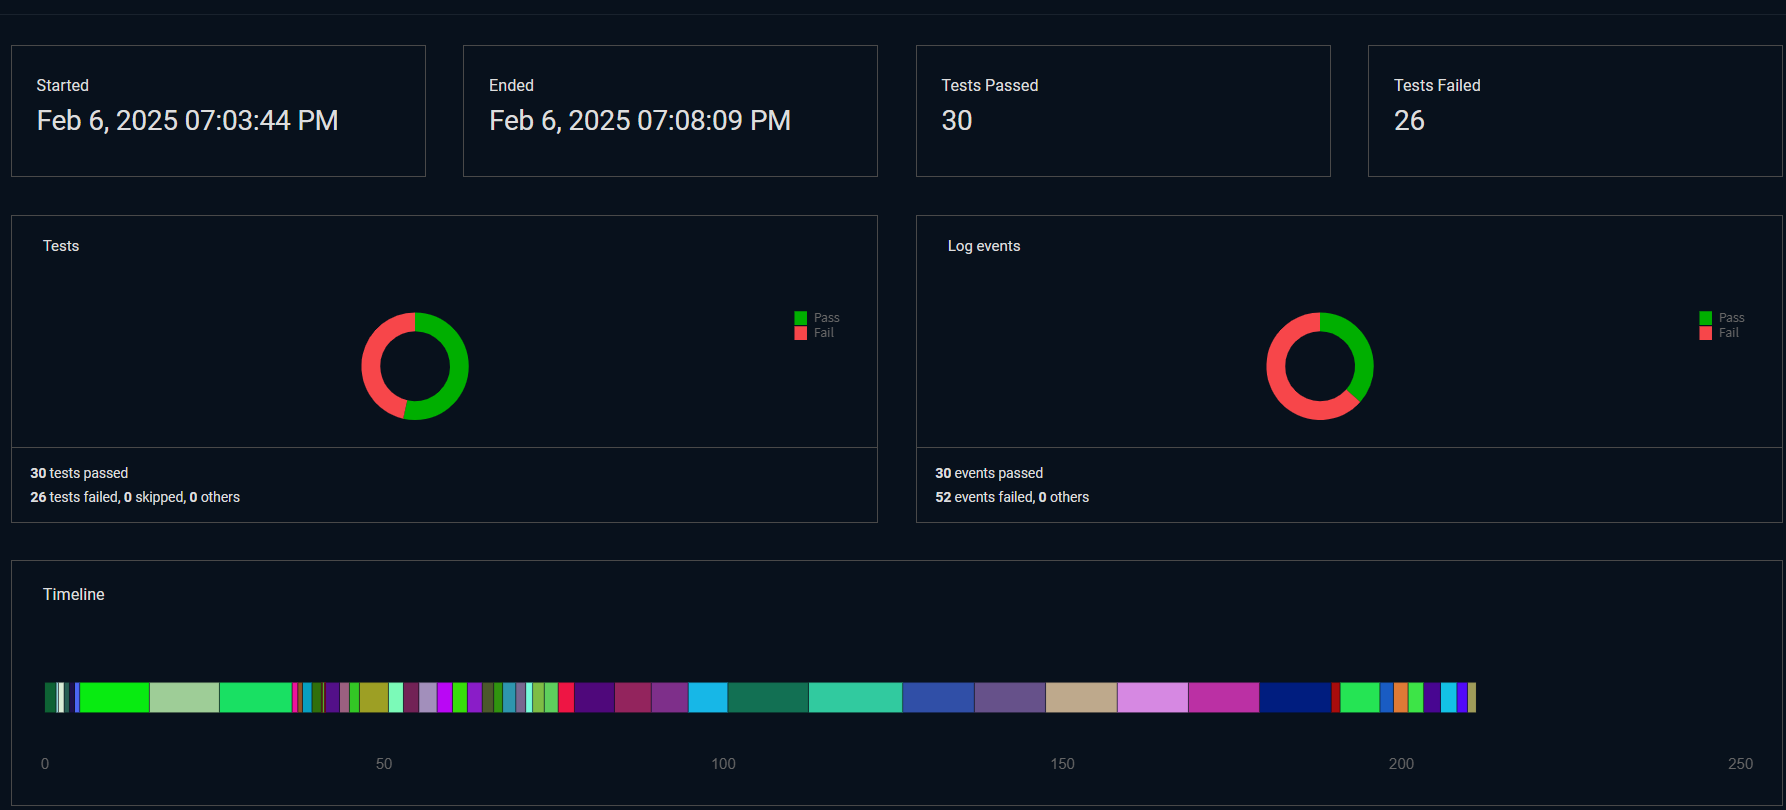 Started
Feb 6, 2025 07:03:44 PM
Ended
Feb 6, 2025 07:08:09 PM
Tests Passed
30
Tests Failed
26
Tests
Pass
Fail
30 tests passed
26 tests failed, 0 skipped, 0 others
Log events
Pass
Fail
30 events passed
52 events failed, 0 others
Timeline
0 50 100 150 200 250